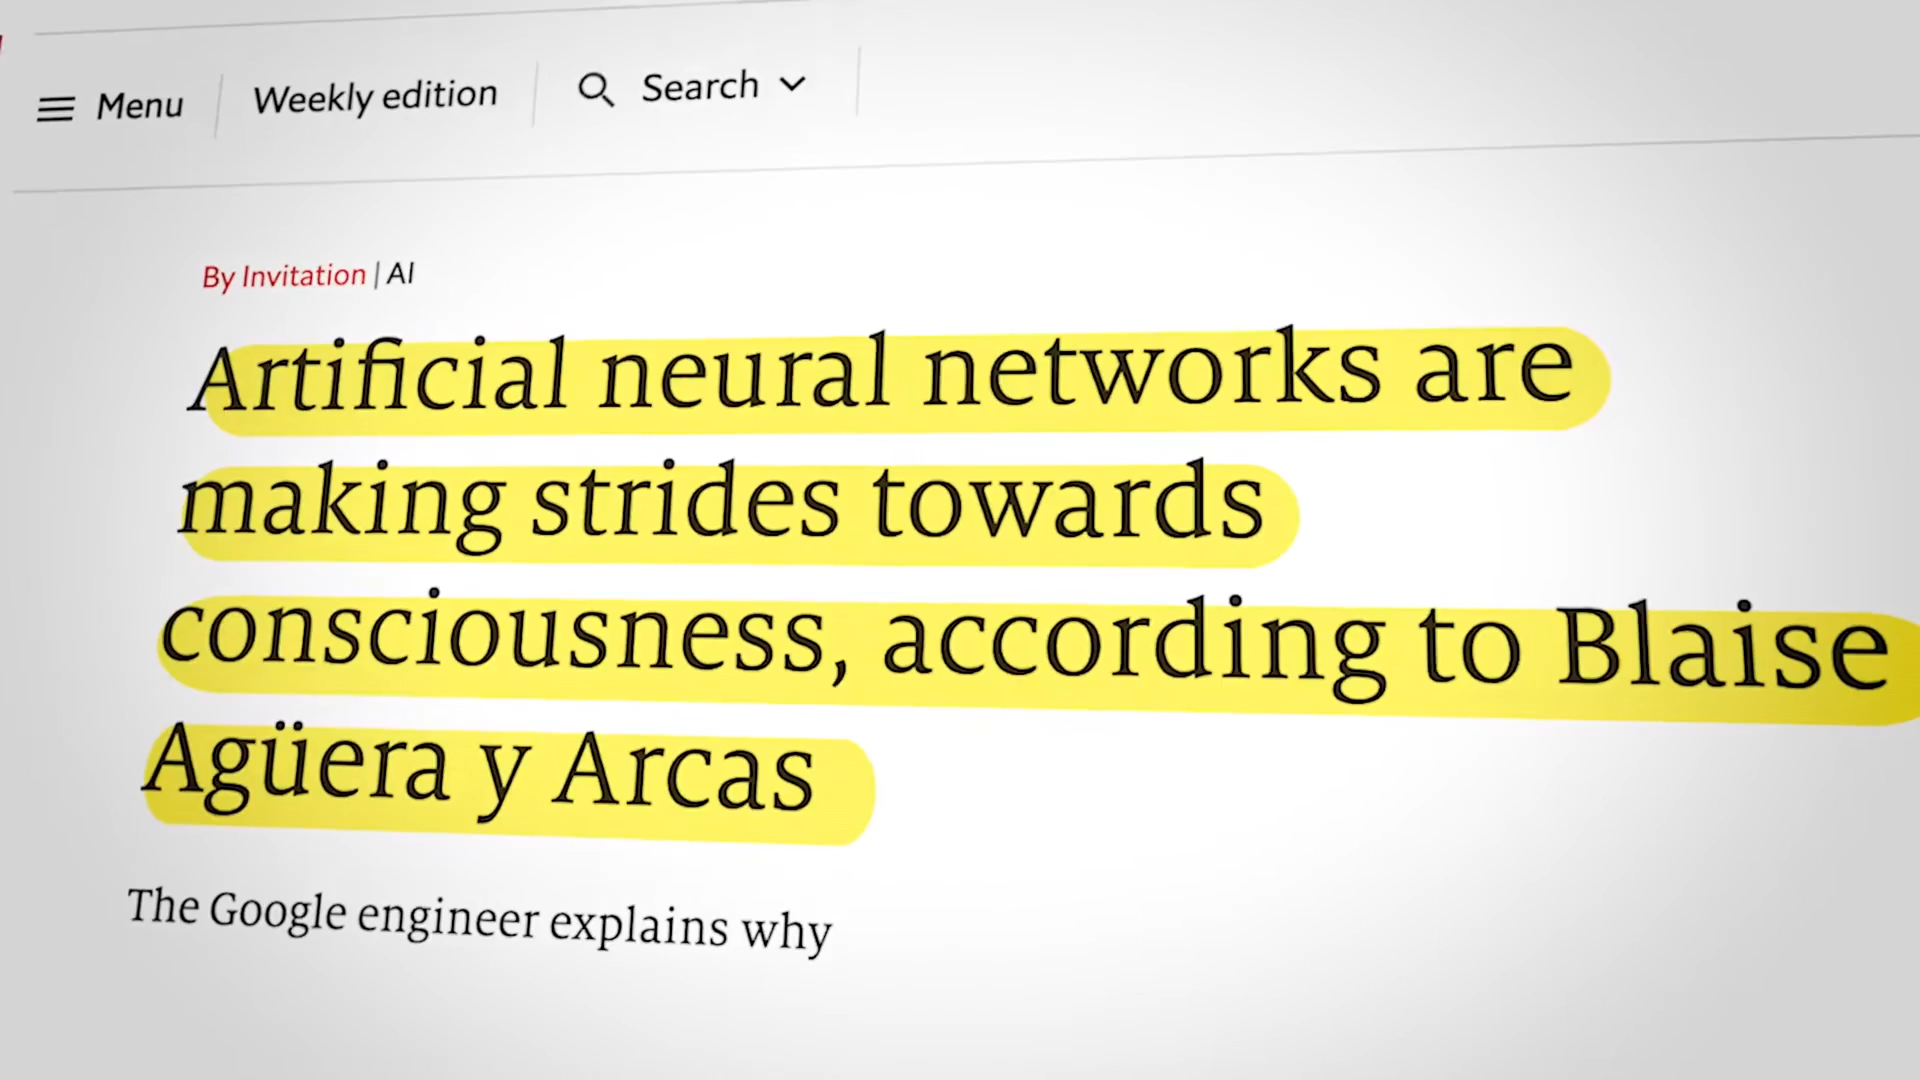 Menu
Weekly edition
Search
By Invitation | AI
Artificial neural networks are
making strides towards
consciousness, according to Blaise
Agüera y Arcas
The Google engineer explains why